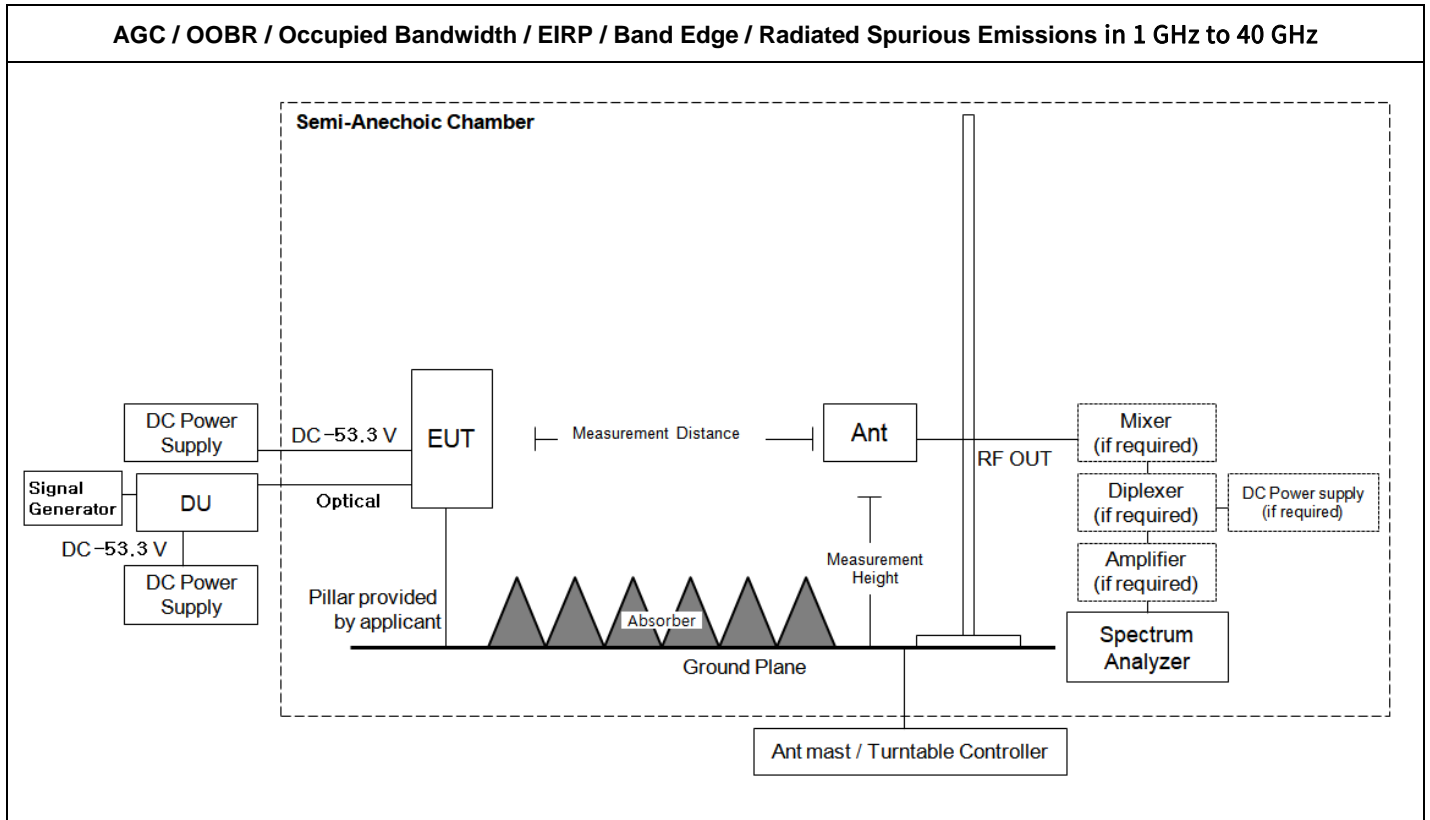 AGC / OOBR / Occupied Bandwidth / EIRP / Band Edge / Radiated Spurious Emissions in 1 GHz to 40 GHz
Semi-Anechoic Chamber
DC Power
Supply
DC-53.3 V
EUT
Measurement Distance
Ant
RF OUT
Mixer
(if required)
Signal
Generator
DU
Optical
Diplexer
(if required)
DC Power supply
(if required)
DC-53.3 V
DC Power
Supply
Measurement
Height
Amplifier
(if required)
Pillar provided
by applicant
Absorber
Ground Plane
Spectrum
Analyzer
Ant mast / Turntable Controller